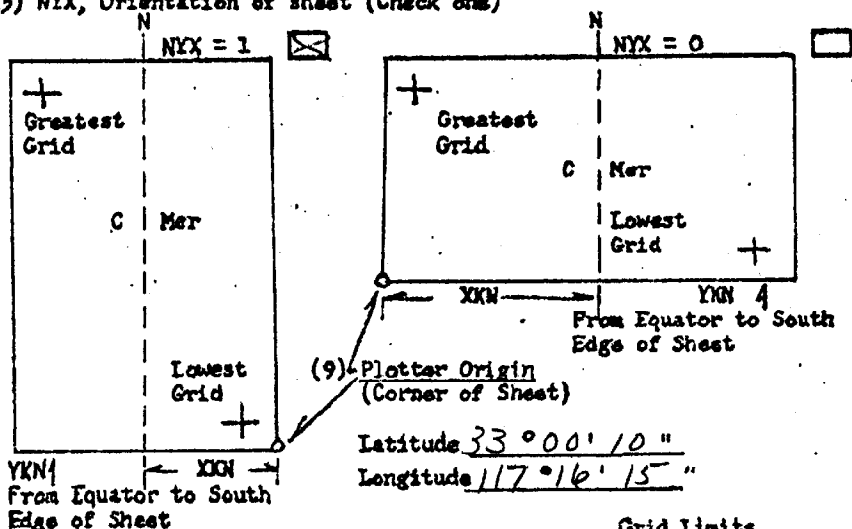 NYX, Orientation of sheet (Check one)
N
NYX = 1
Greatest
Grid
C Mer
Lowest
Grid
YKN
XKN
From Equator to South
Edge of Sheet
N
NYX = 0
Greatest
Grid
C Mer
Lowest
Grid
XKN
YKN
From Equator to South
Edge of Sheet
(9) Plotter Origin
(Corner of Sheet)
Latitude 33 ° 00 ' 10 "
Longitude 117 ° 16 ' 15 "
Grid Limits